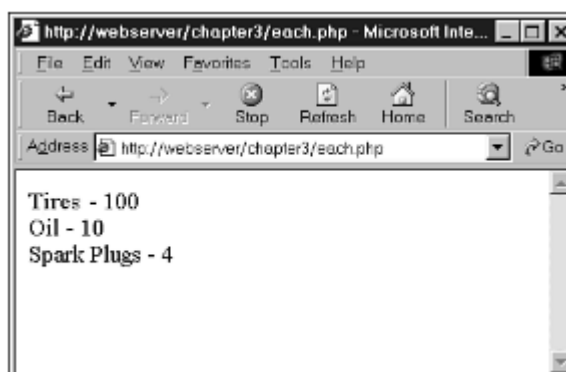 http://webserver/chapter3/each.php - Microsoft Inte...
File Edit View Favorites Tools Help
Back Forward Stop Refresh Home Search »
Address http://webserver/chapter3/each.php Go
Tires - 100
Oil - 10
Spark Plugs - 4